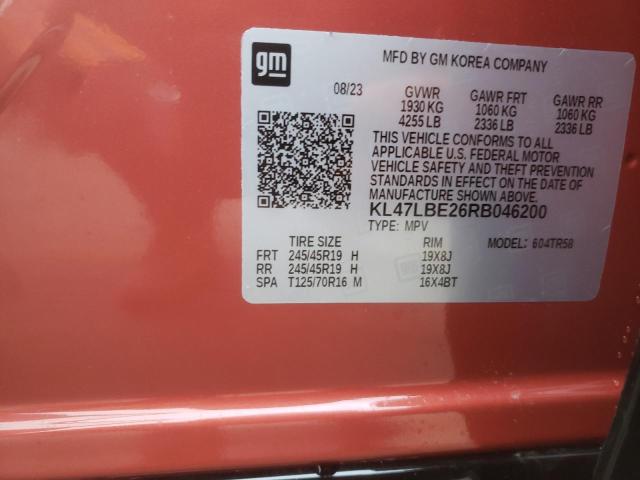 gm
MFD BY GM KOREA COMPANY
08/23 GVWR GAWR FRT GAWR RR
1930 KG 1060 KG 1060 KG
4255 LB 2336 LB 2336 LB
THIS VEHICLE CONFORMS TO ALL
APPLICABLE U.S. FEDERAL MOTOR
VEHICLE SAFETY AND THEFT PREVENTION
STANDARDS IN EFFECT ON THE DATE OF
MANUFACTURE SHOWN ABOVE.
KL47LBE26RB046200
TYPE: MPV
TIRE SIZE RIM MODEL: 604TR58
FRT 245/45R19 H 19X8J
RR 245/45R19 H 19X8J
SPA T125/70R16 M 16X4BT